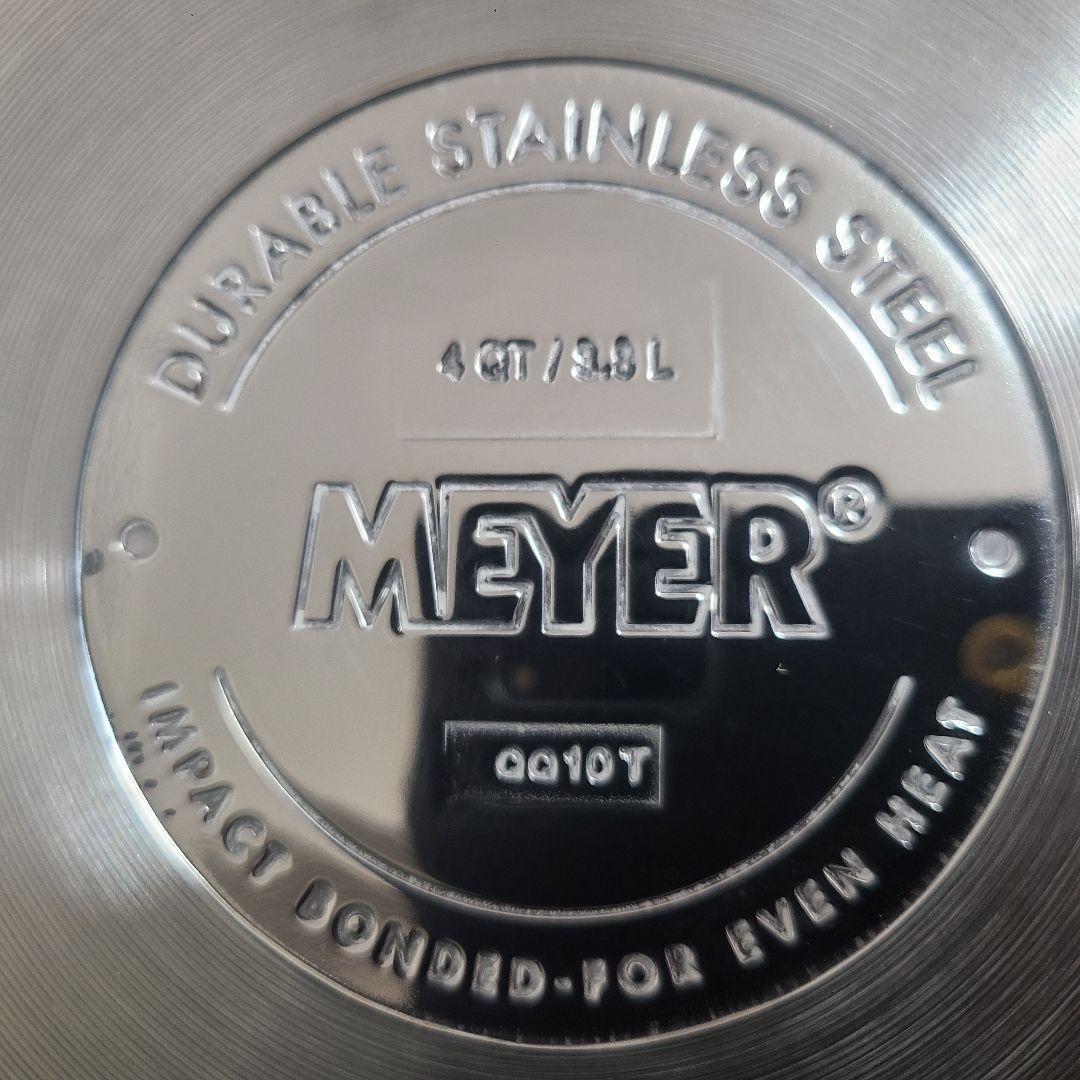 DURABLE STAINLESS STEEL
4 QT / 3.8 L
MEYER®
QQ10T
IMPACT BONDED-FOR EVEN HEAT